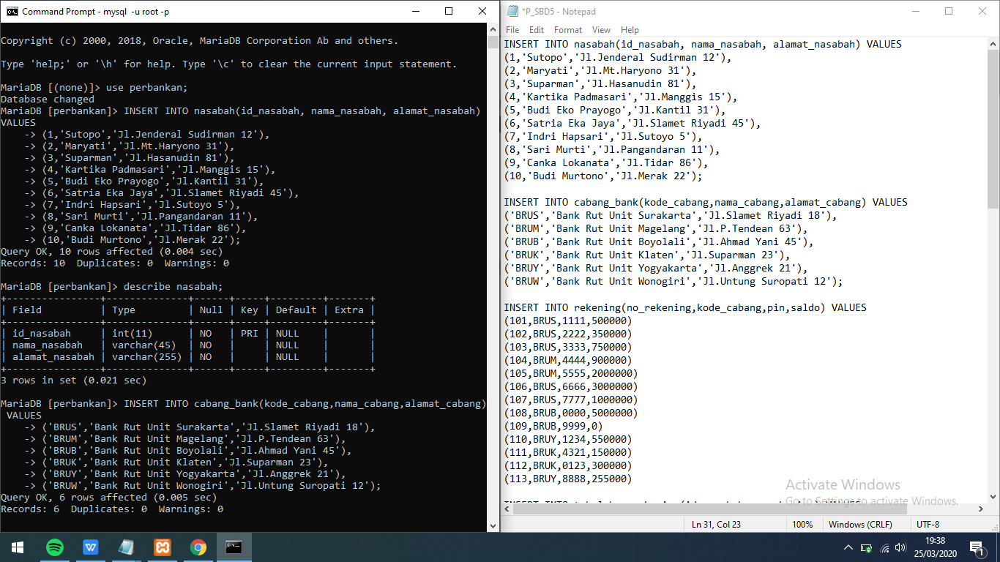 Command Prompt - mysql -u root -p
Copyright (c) 2000, 2018, Oracle, MariaDB Corporation Ab and others.
Type 'help;' or '\h' for help. Type '\c' to clear the current input statement.
MariaDB [(none)]> use perbankan;
Database changed
MariaDB [perbankan]> INSERT INTO nasabah(id_nasabah, nama_nasabah, alamat_nasabah)
VALUES
-> (1,'Sutopo','Jl.Jenderal Sudirman 12'),
-> (2,'Maryati','Jl.Mt.Haryono 31'),
-> (3,'Suparman','Jl.Hasanudin 81'),
-> (4,'Kartika Padmasari','Jl.Manggis 15'),
-> (5,'Budi Eko Prayogo','Jl.Kantil 31'),
-> (6,'Satria Eka Jaya','Jl.Slamet Riyadi 45'),
-> (7,'Indri Hapsari','Jl.Sutoyo 5'),
-> (8,'Sari Murti','Jl.Pangandaran 11'),
-> (9,'Canka Lokanata','Jl.Tidar 86'),
-> (10,'Budi Murtono','Jl.Merak 22');
Query OK, 10 rows affected (0.004 sec)
Records: 10  Duplicates: 0  Warnings: 0
MariaDB [perbankan]> describe nasabah;
+----------------+--------------+------+-----+---------+-------+
| Field          | Type         | Null | Key | Default | Extra |
+----------------+--------------+------+-----+---------+-------+
| id_nasabah     | int(11)      | NO   | PRI | NULL    |       |
| nama_nasabah   | varchar(45)  | NO   |     | NULL    |       |
| alamat_nasabah | varchar(255) | NO   |     | NULL    |       |
+----------------+--------------+------+-----+---------+-------+
3 rows in set (0.021 sec)
MariaDB [perbankan]> INSERT INTO cabang_bank(kode_cabang,nama_cabang,alamat_cabang)
VALUES
-> ('BRUS','Bank Rut Unit Surakarta','Jl.Slamet Riyadi 18'),
-> ('BRUM','Bank Rut Unit Magelang','Jl.P.Tendean 63'),
-> ('BRUB','Bank Rut Unit Boyolali','Jl.Ahmad Yani 45'),
-> ('BRUK','Bank Rut Unit Klaten','Jl.Suparman 23'),
-> ('BRUY','Bank Rut Unit Yogyakarta','Jl.Anggrek 21'),
-> ('BRUW','Bank Rut Unit Wonogiri','Jl.Untung Suropati 12');
Query OK, 6 rows affected (0.005 sec)
Records: 6  Duplicates: 0  Warnings: 0
*P_SBD5 - Notepad
File Edit Format View Help
INSERT INTO nasabah(id_nasabah, nama_nasabah, alamat_nasabah) VALUES
(1,'Sutopo','Jl.Jenderal Sudirman 12'),
(2,'Maryati','Jl.Mt.Haryono 31'),
(3,'Suparman','Jl.Hasanudin 81'),
(4,'Kartika Padmasari','Jl.Manggis 15'),
(5,'Budi Eko Prayogo','Jl.Kantil 31'),
(6,'Satria Eka Jaya','Jl.Slamet Riyadi 45'),
(7,'Indri Hapsari','Jl.Sutoyo 5'),
(8,'Sari Murti','Jl.Pangandaran 11'),
(9,'Canka Lokanata','Jl.Tidar 86'),
(10,'Budi Murtono','Jl.Merak 22');
INSERT INTO cabang_bank(kode_cabang,nama_cabang,alamat_cabang) VALUES
('BRUS','Bank Rut Unit Surakarta','Jl.Slamet Riyadi 18'),
('BRUM','Bank Rut Unit Magelang','Jl.P.Tendean 63'),
('BRUB','Bank Rut Unit Boyolali','Jl.Ahmad Yani 45'),
('BRUK','Bank Rut Unit Klaten','Jl.Suparman 23'),
('BRUY','Bank Rut Unit Yogyakarta','Jl.Anggrek 21'),
('BRUW','Bank Rut Unit Wonogiri','Jl.Untung Suropati 12');
INSERT INTO rekening(no_rekening,kode_cabang,pin,saldo) VALUES
(101,BRUS,1111,500000)
(102,BRUS,2222,350000)
(103,BRUS,3333,750000)
(104,BRUM,4444,900000)
(105,BRUM,5555,2000000)
(106,BRUS,6666,3000000)
(107,BRUS,7777,1000000)
(108,BRUB,0000,5000000)
(109,BRUB,9999,0)
(110,BRUY,1234,550000)
(111,BRUK,4321,150000)
(112,BRUK,0123,300000)
(113,BRUY,8888,255000)
Activate Windows
Go to Settings to activate Windows.
Ln 31, Col 23 100% Windows (CRLF) UTF-8
19:38
25/03/2020
1